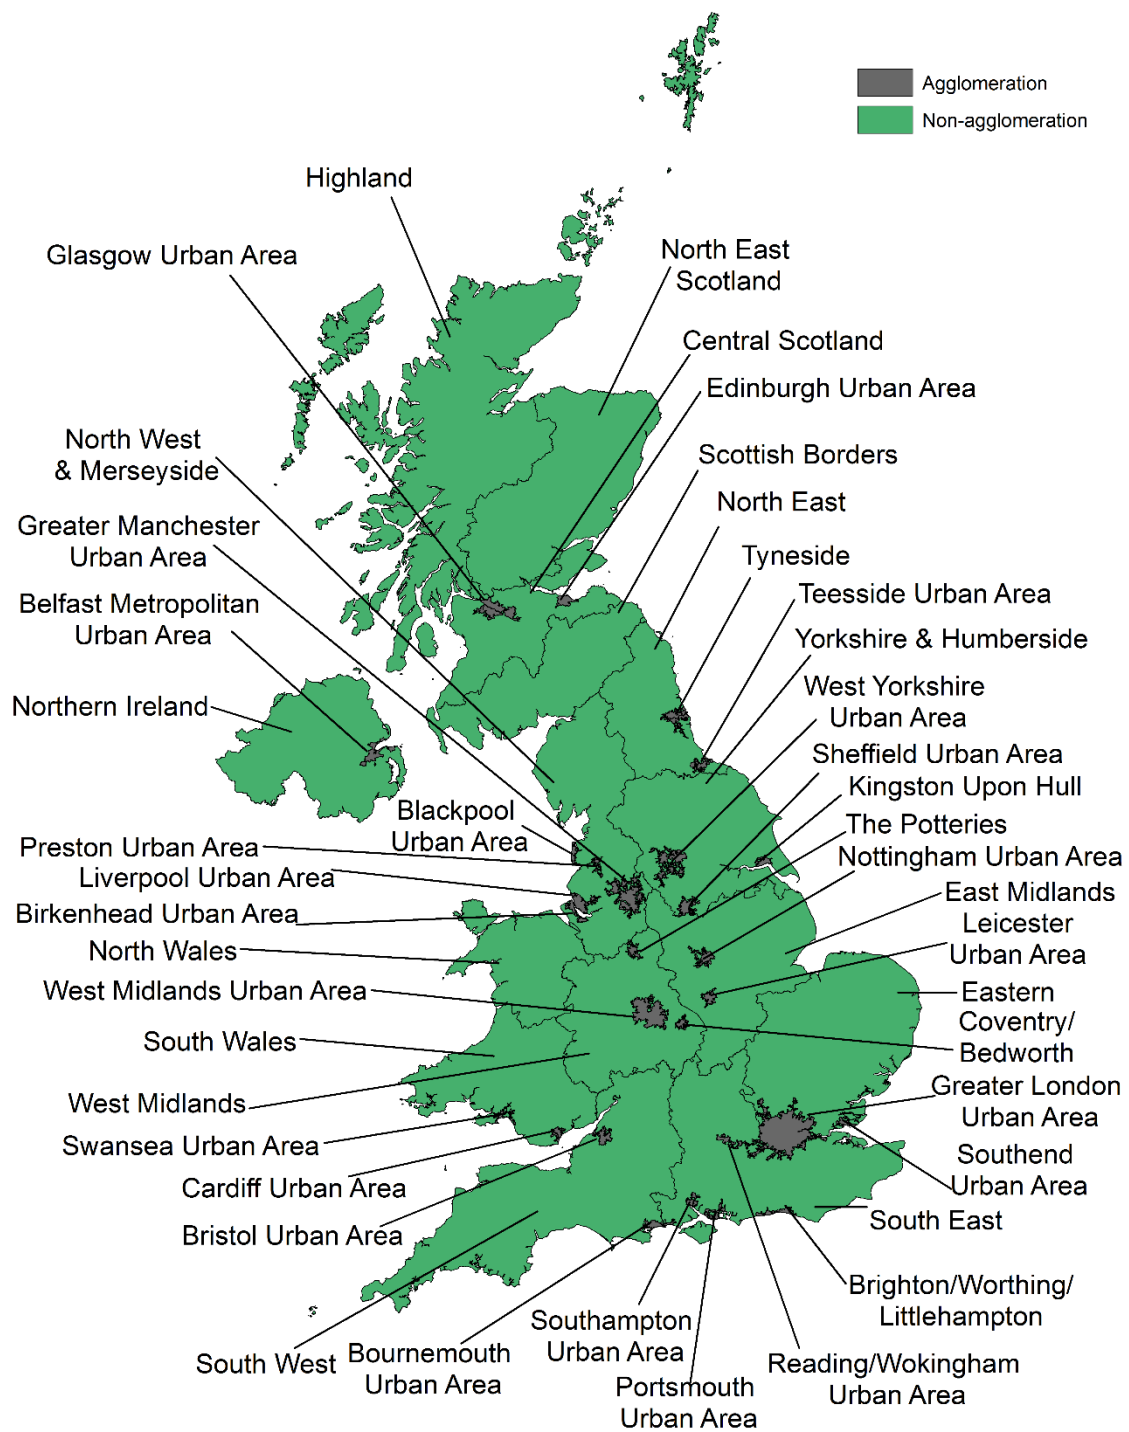 Agglomeration
Non-agglomeration
Highland
Glasgow Urban Area
North East
Scotland
Central Scotland
Edinburgh Urban Area
North West
& Merseyside
Scottish Borders
North East
Greater Manchester
Urban Area
Tyneside
Belfast Metropolitan
Urban Area
Teesside Urban Area
Yorkshire & Humberside
West Yorkshire
Urban Area
Northern Ireland
Sheffield Urban Area
Kingston Upon Hull
Blackpool
Urban Area
The Potteries
Preston Urban Area
Nottingham Urban Area
Liverpool Urban Area
East Midlands
Birkenhead Urban Area
Leicester
Urban Area
North Wales
West Midlands Urban Area
Eastern
Coventry/
Bedworth
South Wales
West Midlands
Greater London
Urban Area
Swansea Urban Area
Southend
Urban Area
Cardiff Urban Area
South East
Bristol Urban Area
Brighton/Worthing/
Littlehampton
Southampton
Urban Area
South West
Bournemouth
Urban Area
Reading/Wokingham
Urban Area
Portsmouth
Urban Area